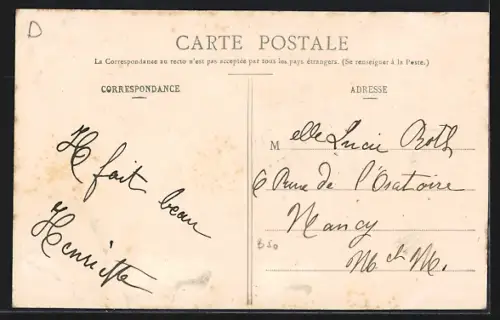 D
CARTE POSTALE
La Correspondance au recto n'est pas acceptée par tous les pays étrangers. (Se renseigner à la Poste.)
CORRESPONDANCE
Il fait beau
Henriette
ADRESSE
Melle Lucie Roth
6 Rue de l'Oratoire
Nancy
M et M.
B50